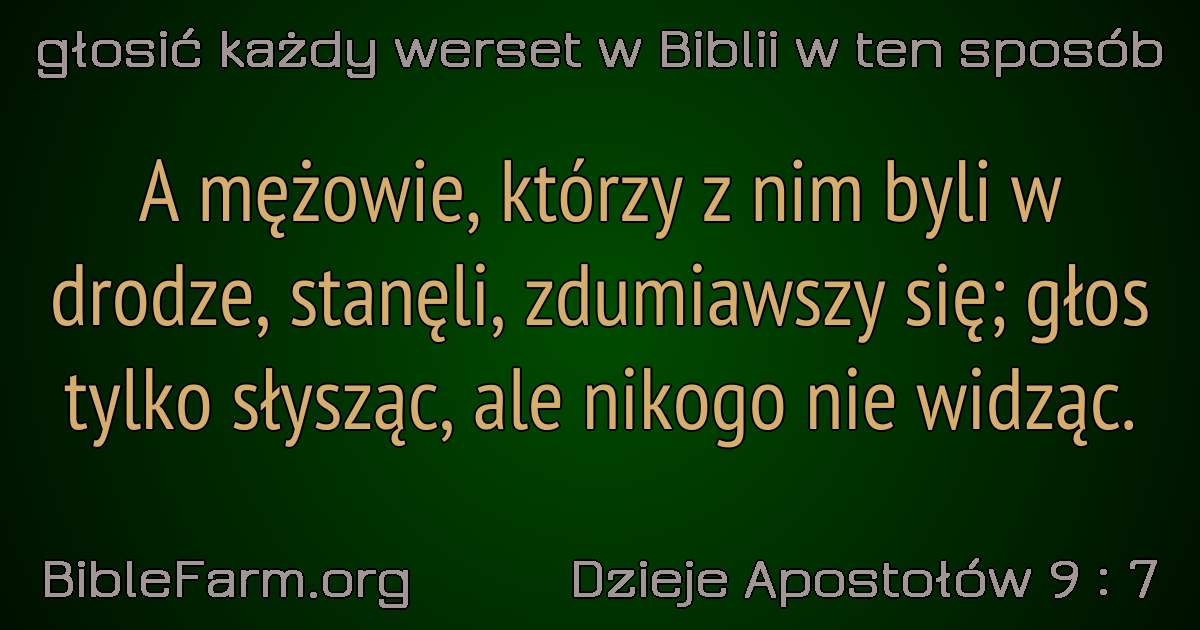 głosić każdy werset w Biblii w ten sposób
A mężowie, którzy z nim byli w
drodze, stanęli, zdumiawszy się; głos
tylko słysząc, ale nikogo nie widząc.
BibleFarm.org
Dzieje Apostołów 9 : 7